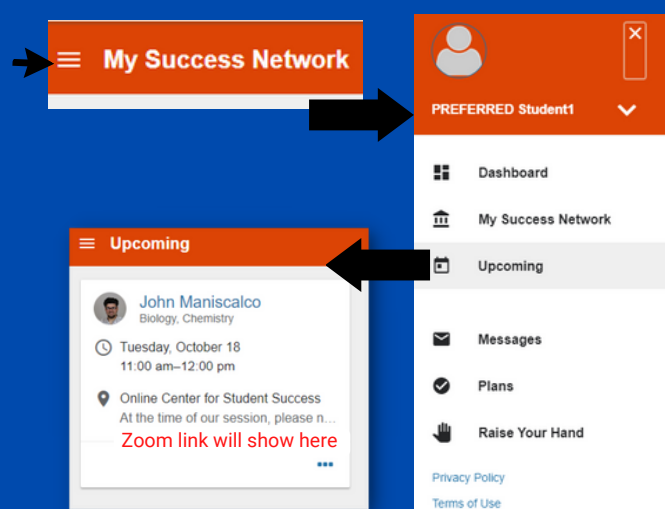 My Success Network
PREFERRED Student1
Dashboard
My Success Network
Upcoming
Messages
Plans
Raise Your Hand
Privacy Policy
Terms of Use
Upcoming
John Maniscalco
Biology, Chemistry
Tuesday, October 18
11:00 am–12:00 pm
Online Center for Student Success
At the time of our session, please n...
Zoom link will show here